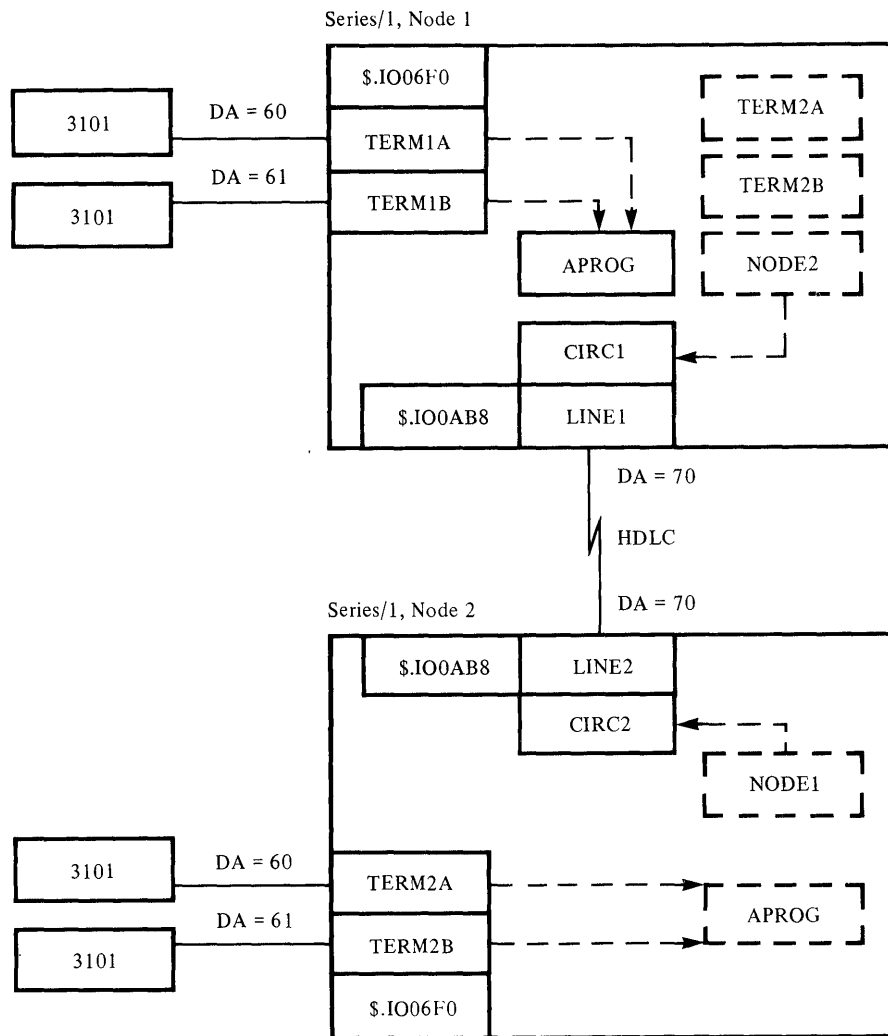 Series/1, Node 1
$.IO06F0
3101
DA = 60
TERM1A
TERM2A
3101
DA = 61
TERM1B
TERM2B
APROG
NODE2
CIRC1
$.IO0AB8
LINE1
DA = 70
HDLC
DA = 70
Series/1, Node 2
$.IO0AB8
LINE2
CIRC2
NODE1
3101
DA = 60
TERM2A
APROG
3101
DA = 61
TERM2B
$.IO06F0